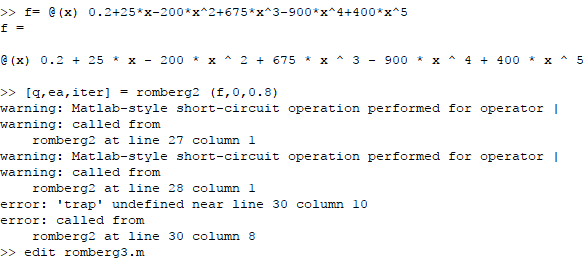 >> f= @(x) 0.2+25*x-200*x^2+675*x^3-900*x^4+400*x^5
f =
@(x) 0.2 + 25 * x - 200 * x ^ 2 + 675 * x ^ 3 - 900 * x ^ 4 + 400 * x ^ 5
>> [q,ea,iter] = romberg2 (f,0,0.8)
warning: Matlab-style short-circuit operation performed for operator |
warning: called from
    romberg2 at line 27 column 1
warning: Matlab-style short-circuit operation performed for operator |
warning: called from
    romberg2 at line 28 column 1
error: 'trap' undefined near line 30 column 10
error: called from
    romberg2 at line 30 column 8
>> edit romberg3.m